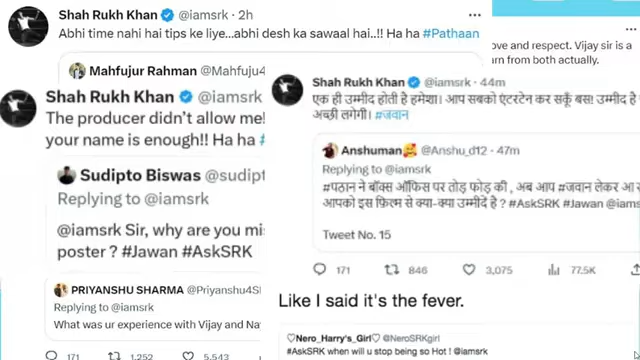 Shah Rukh Khan @iamsrk · 2h
Abhi time nahi hai tips ke liye...abhi desh ka sawaal hai..!! Ha ha #Pathaan
Mahfujur Rahman @Mahfuju4
Shah Rukh Khan @iamsrk
The producer didn't allow me!
your name is enough!! Ha ha #
Sudipto Biswas @sudipt
Replying to @iamsrk
@iamsrk Sir, why are you mis
poster ? #Jawan #AskSRK
PRIYANSHU SHARMA @Priyanshu4S
Replying to @iamsrk
What was ur experience with Vijay and Na
171 1,252 5,543
ove and respect. Vijay sir is a
rn from both actually.
Shah Rukh Khan @iamsrk · 44m
एक ही उम्मीद होती है हमेशा। आप सबको एंटरटेन कर सकूँ बस! उम्मीद है
अच्छी लगेगी। #जवान
Anshuman @Anshu_d12 · 47m
Replying to @iamsrk
#पठान ने बॉक्स ऑफिस पर तोड़ फोड़ की , अब आप #जवान लेकर आ
आपको इस फ़िल्म से क्या-क्या उम्मीदे है ? #AskSRK #Jawan @iams
Tweet No. 15
171 846 3,075 77.5K
Like I said it's the fever.
♡Nero_Harry's_Girl♡ @NeroSRKgirl
#AskSRK when will u stop being so Hot ! @iamsrk